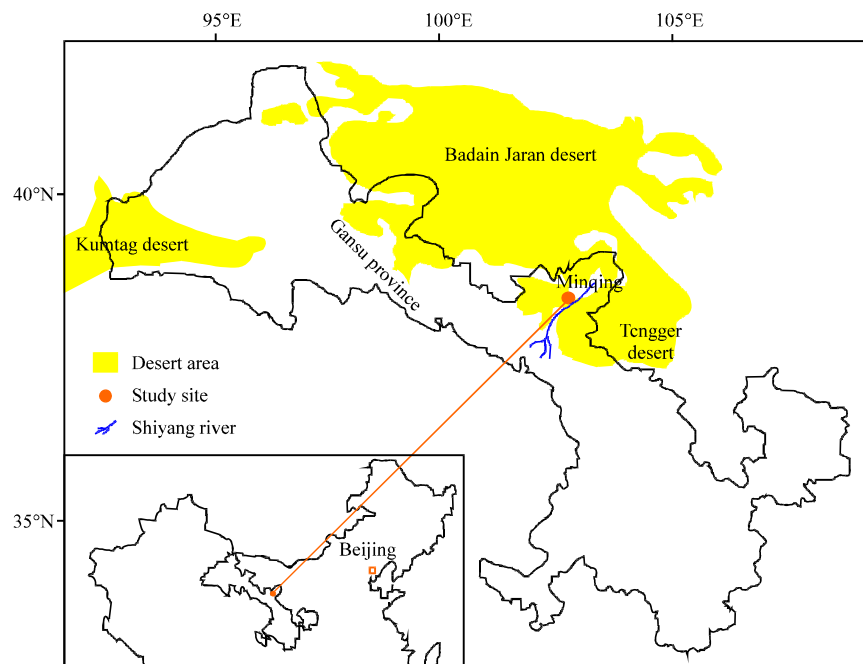 95°E 100°E 105°E
Badain Jaran desert
40°N
Kumtag desert
Gansu province
Minqing
Tcngger
desert
Desert area
Study site
Shiyang river
35°N
Beijing